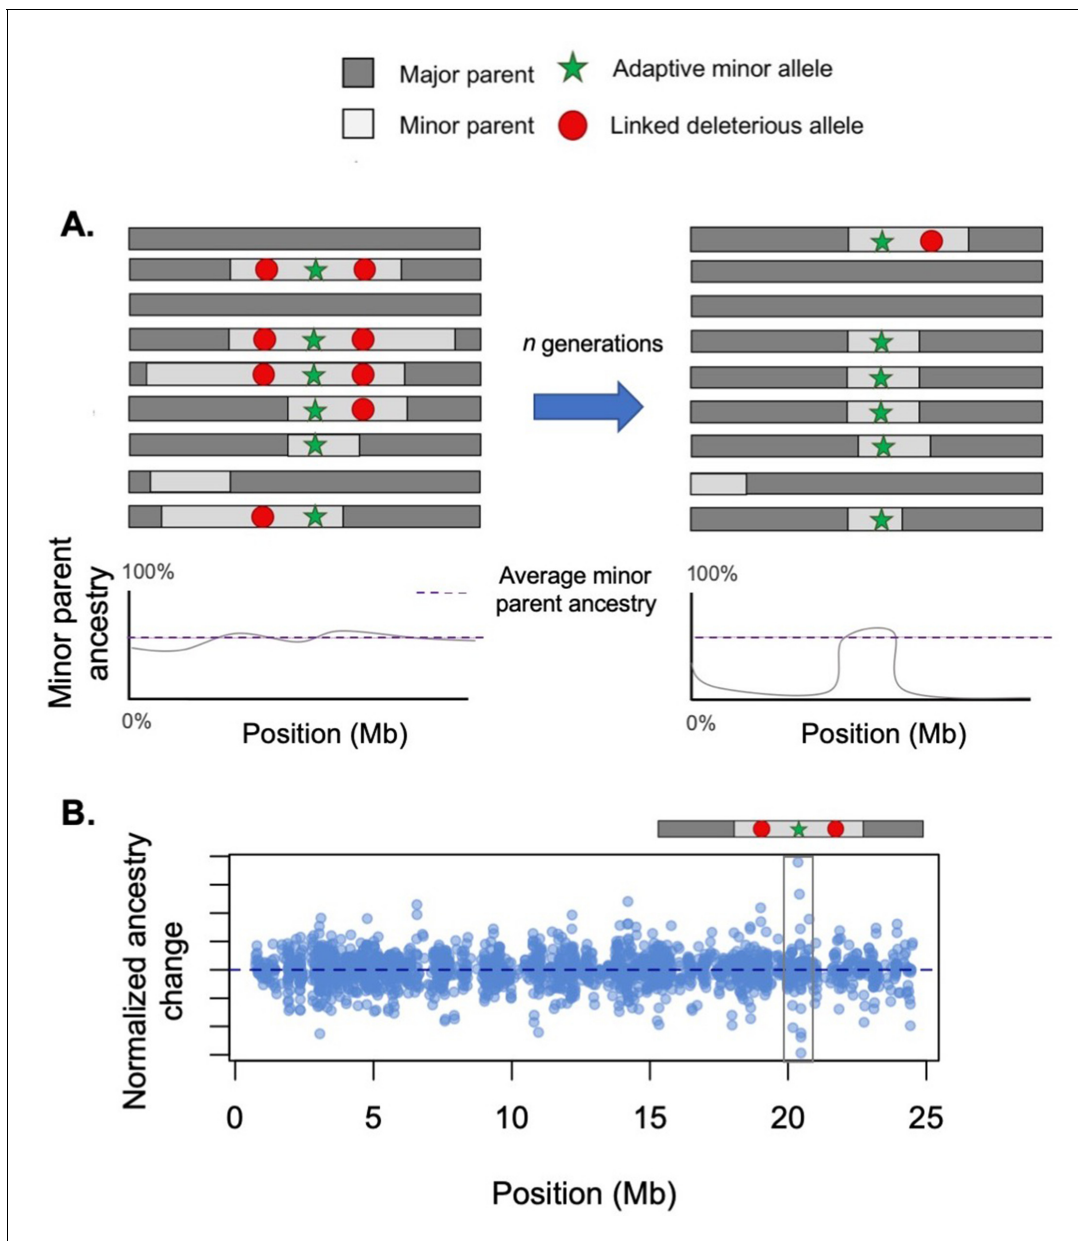 Major parent
Adaptive minor allele
Minor parent
Linked deleterious allele
A.
n generations
Minor parent
ancestry
100%
0%
Position (Mb)
Average minor
parent ancestry
100%
0%
Position (Mb)
B.
Normalized ancestry
change
0 5 10 15 20 25
Position (Mb)